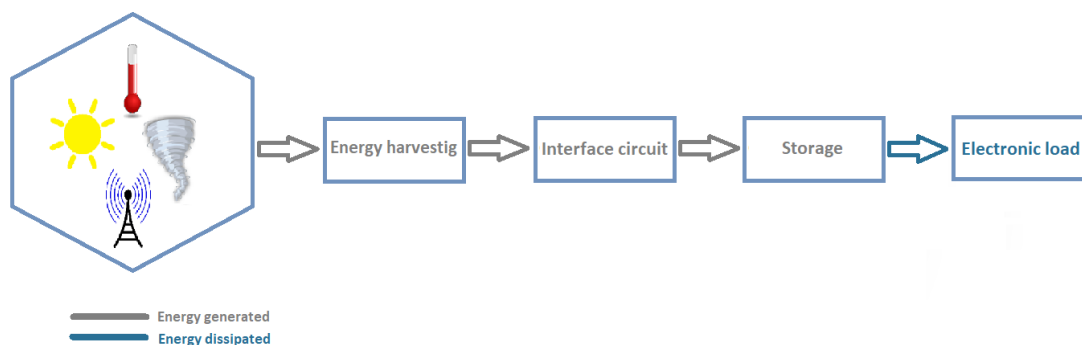 Energy harvestig
Interface circuit
Storage
Electronic load
Energy generated
Energy dissipated